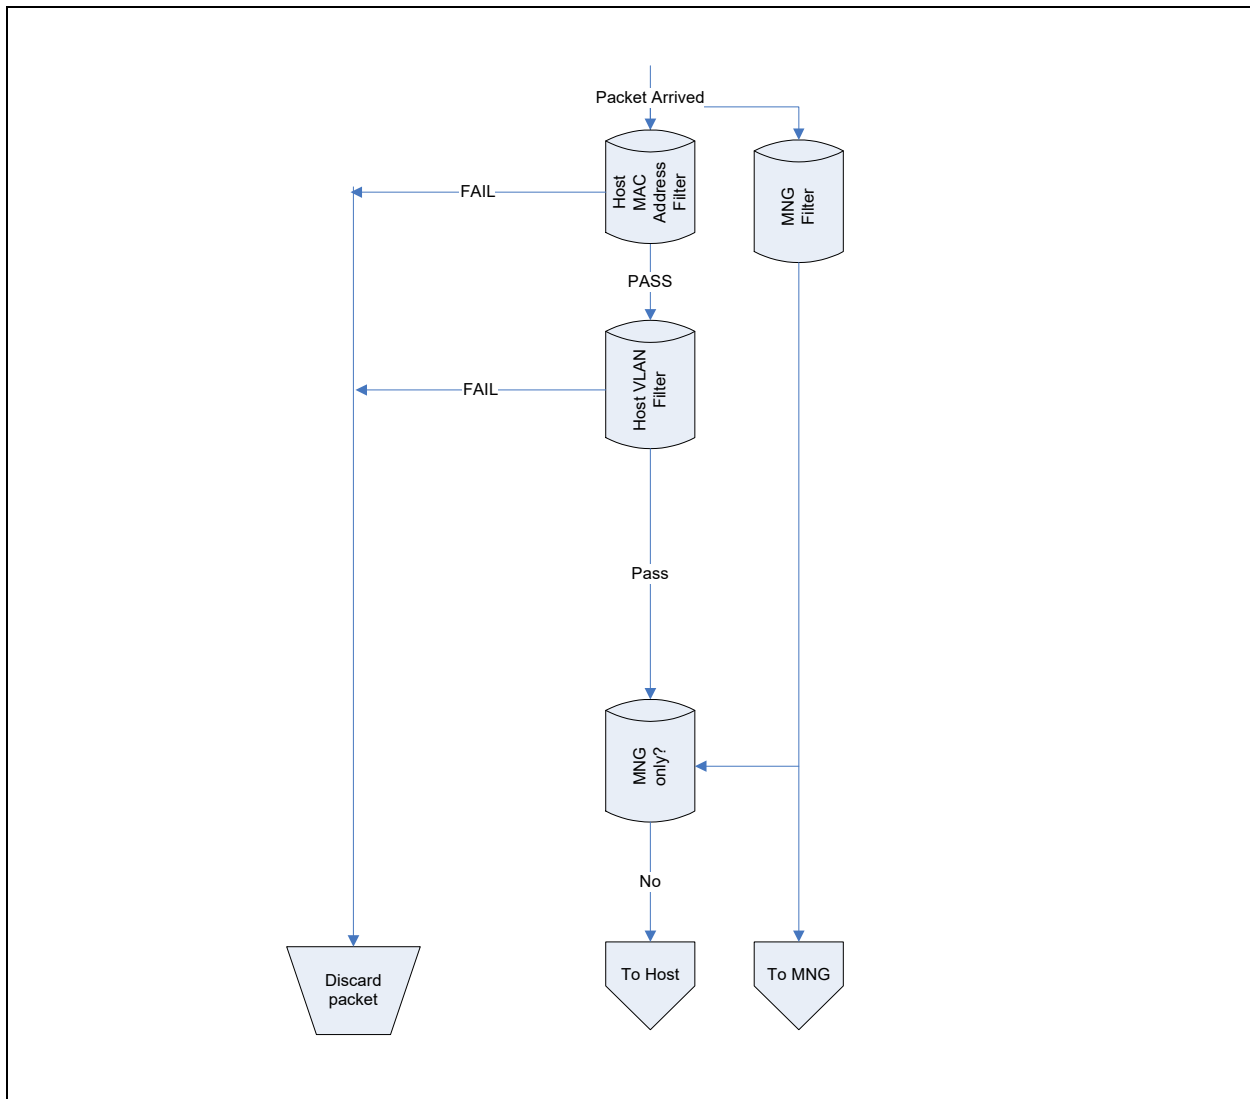 Packet Arrived
Host
MAC
Address
Filter
MNG
Filter
FAIL
PASS
Host VLAN
Filter
FAIL
Pass
MNG
only?
No
To Host
To MNG
Discard
packet